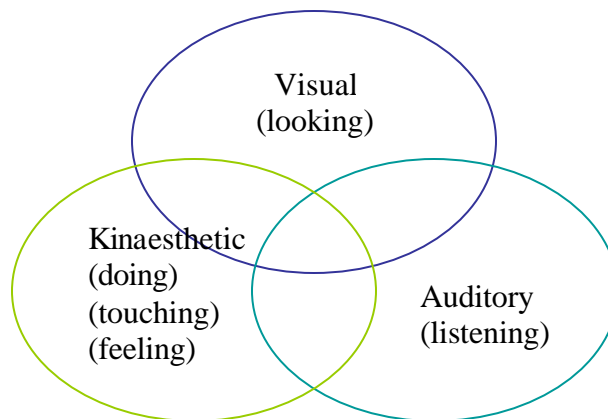 Visual
(looking)
Kinaesthetic
(doing)
(touching)
(feeling)
Auditory
(listening)